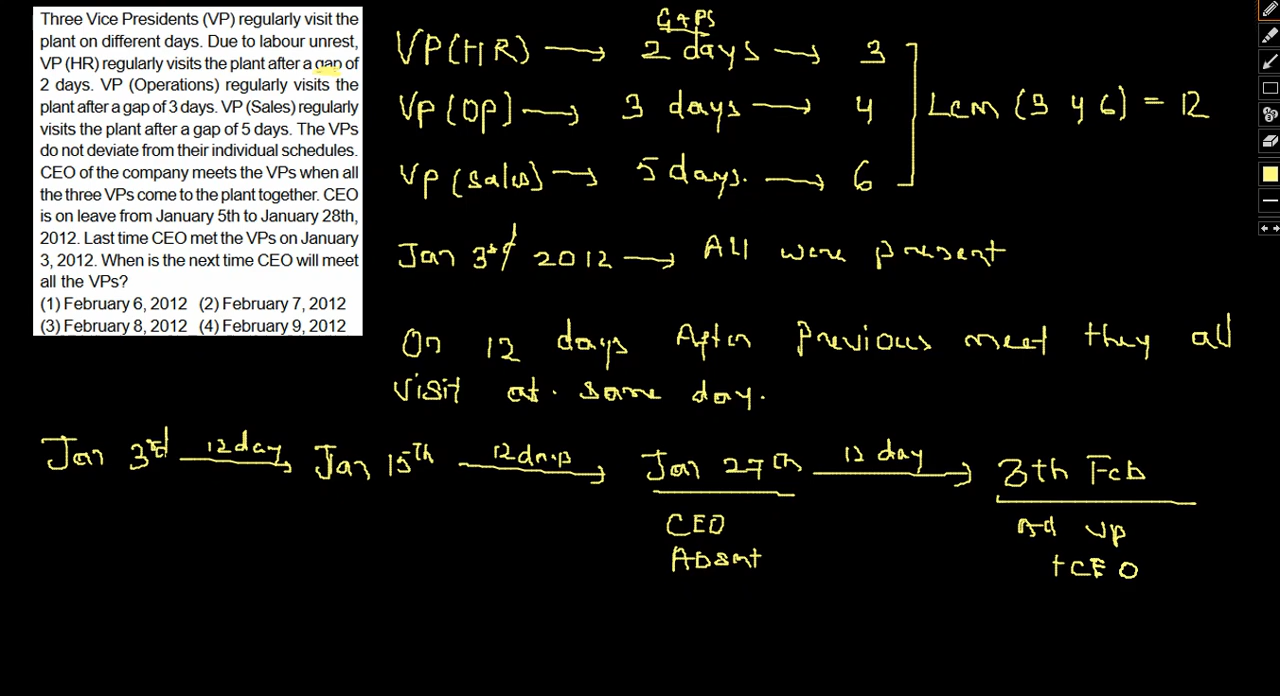 Three Vice Presidents (VP) regularly visit the
plant on different days. Due to labour unrest,
VP (HR) regularly visits the plant after a gap of
2 days. VP (Operations) regularly visits the
plant after a gap of 3 days. VP (Sales) regularly
visits the plant after a gap of 5 days. The VPs
do not deviate from their individual schedules.
CEO of the company meets the VPs when all
the three VPs come to the plant together. CEO
is on leave from January 5th to January 28th,
2012. Last time CEO met the VPs on January
3, 2012. When is the next time CEO will meet
all the VPs?
(1) February 6, 2012 (2) February 7, 2012
(3) February 8, 2012 (4) February 9, 2012
GAPS
VP(HR) → 2 days → 3
Vp (Op] → 3 days → 4
Vp (Sales) → 5 days. → 6
Lcm (3 4 6) = 12
Jan 3rd 2012 → All were present
On 12 days After Previous meet they all
visit at same day.
Jan 3rd 12 day → Jan 15Th 12 days → Jan 27th 12 day → 8th Feb
CEO
Absent
All VP
+ CEO